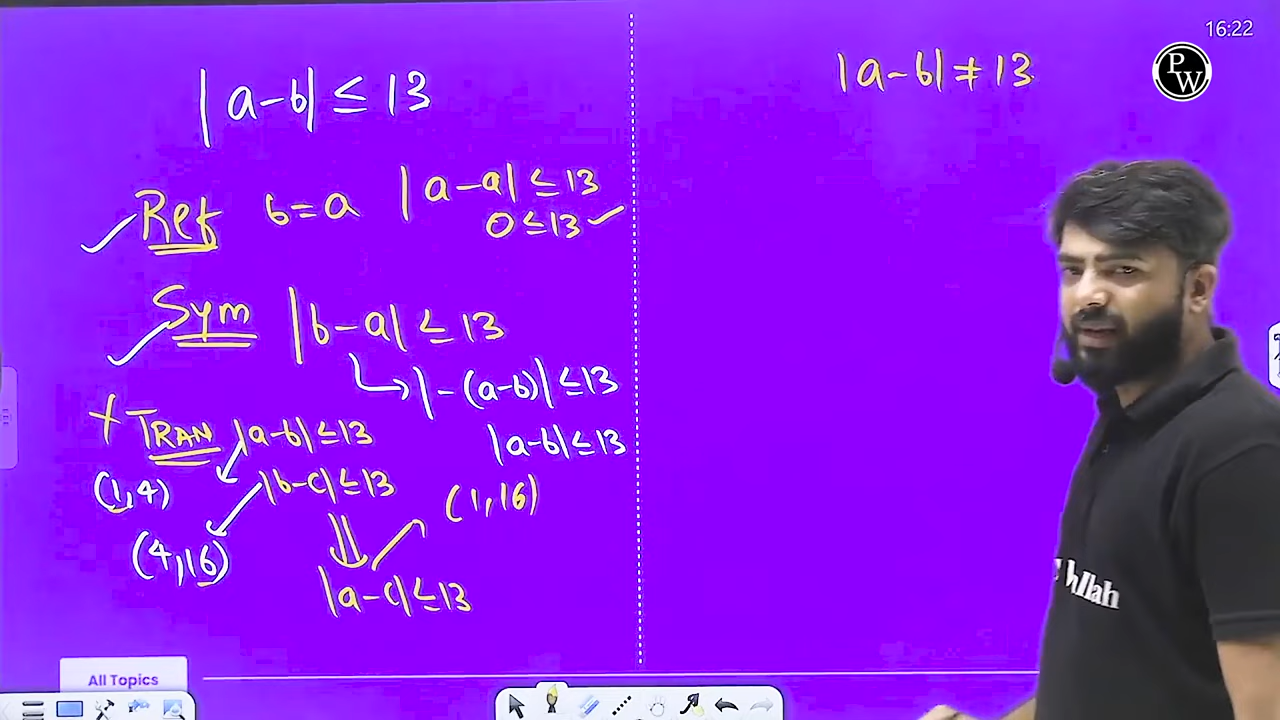 16:22
|a-b| ≤ 13
|a-b| ≠ 13
PW
Ref b=a |a-a| ≤ 13
0 ≤ 13
Sym |b-a| ≤ 13
|-(a-b)| ≤ 13
|a-b| ≤ 13
TRAN |a-b| ≤ 13
(1,4)
|b-c| ≤ 13
(1,16)
(4,16)
|a-c| ≤ 13
All Topics